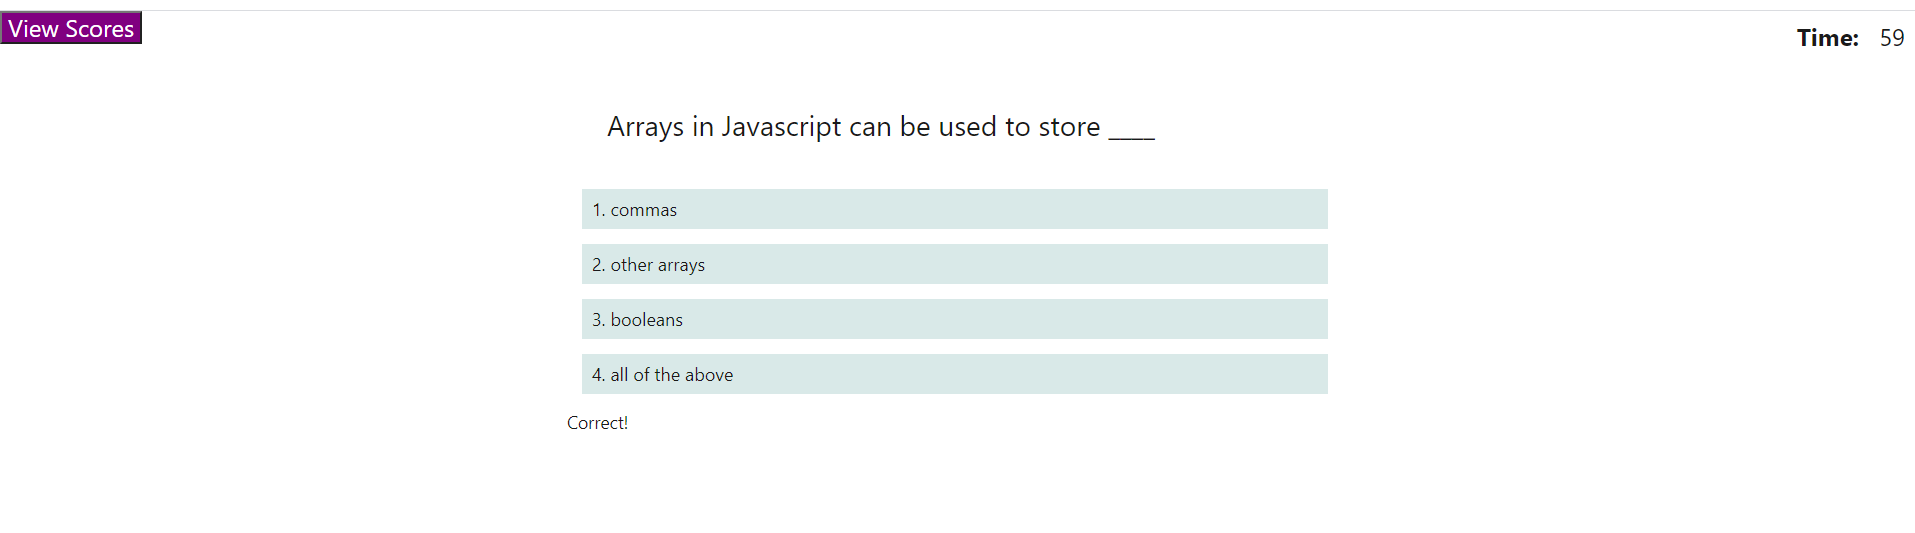 View Scores
Time: 59
Arrays in Javascript can be used to store ____
1. commas
2. other arrays
3. booleans
4. all of the above
Correct!